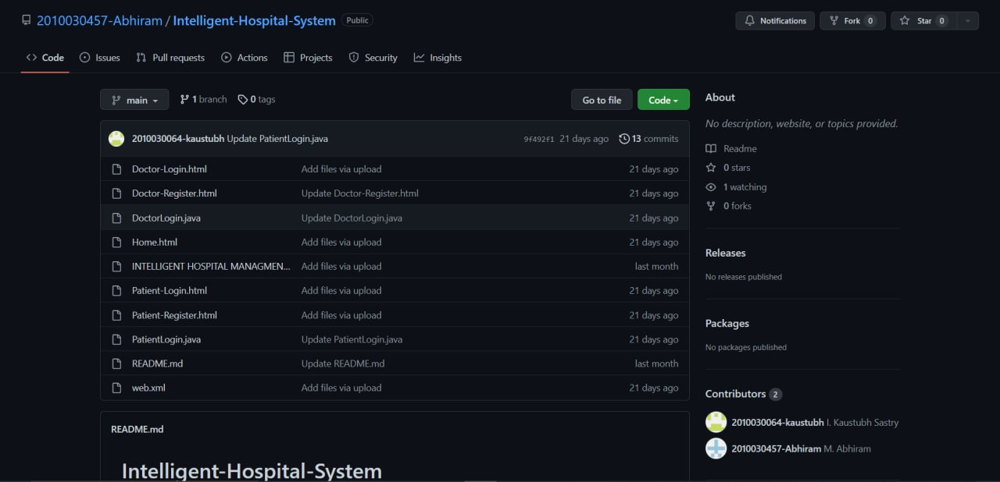 2010030457-Abhiram / Intelligent-Hospital-System Public
Notifications Fork 0 Star 0
Code Issues Pull requests Actions Projects Security Insights
main 1 branch 0 tags Go to file Code
2010030064-kaustubh Update PatientLogin.java 9f492f1 21 days ago 13 commits
Doctor-Login.html Add files via upload 21 days ago
Doctor-Register.html Update Doctor-Register.html 21 days ago
DoctorLogin.java Update DoctorLogin.java 21 days ago
Home.html Add files via upload 21 days ago
INTELLIGENT HOSPITAL MANAGMEN... Add files via upload last month
Patient-Login.html Add files via upload 21 days ago
Patient-Register.html Add files via upload 21 days ago
PatientLogin.java Update PatientLogin.java 21 days ago
README.md Update README.md last month
web.xml Add files via upload 21 days ago
README.md
Intelligent-Hospital-System
About
No description, website, or topics provided.
Readme
0 stars
1 watching
0 forks
Releases
No releases published
Packages
No packages published
Contributors 2
2010030064-kaustubh I. Kaustubh Sastry
2010030457-Abhiram M. Abhiram